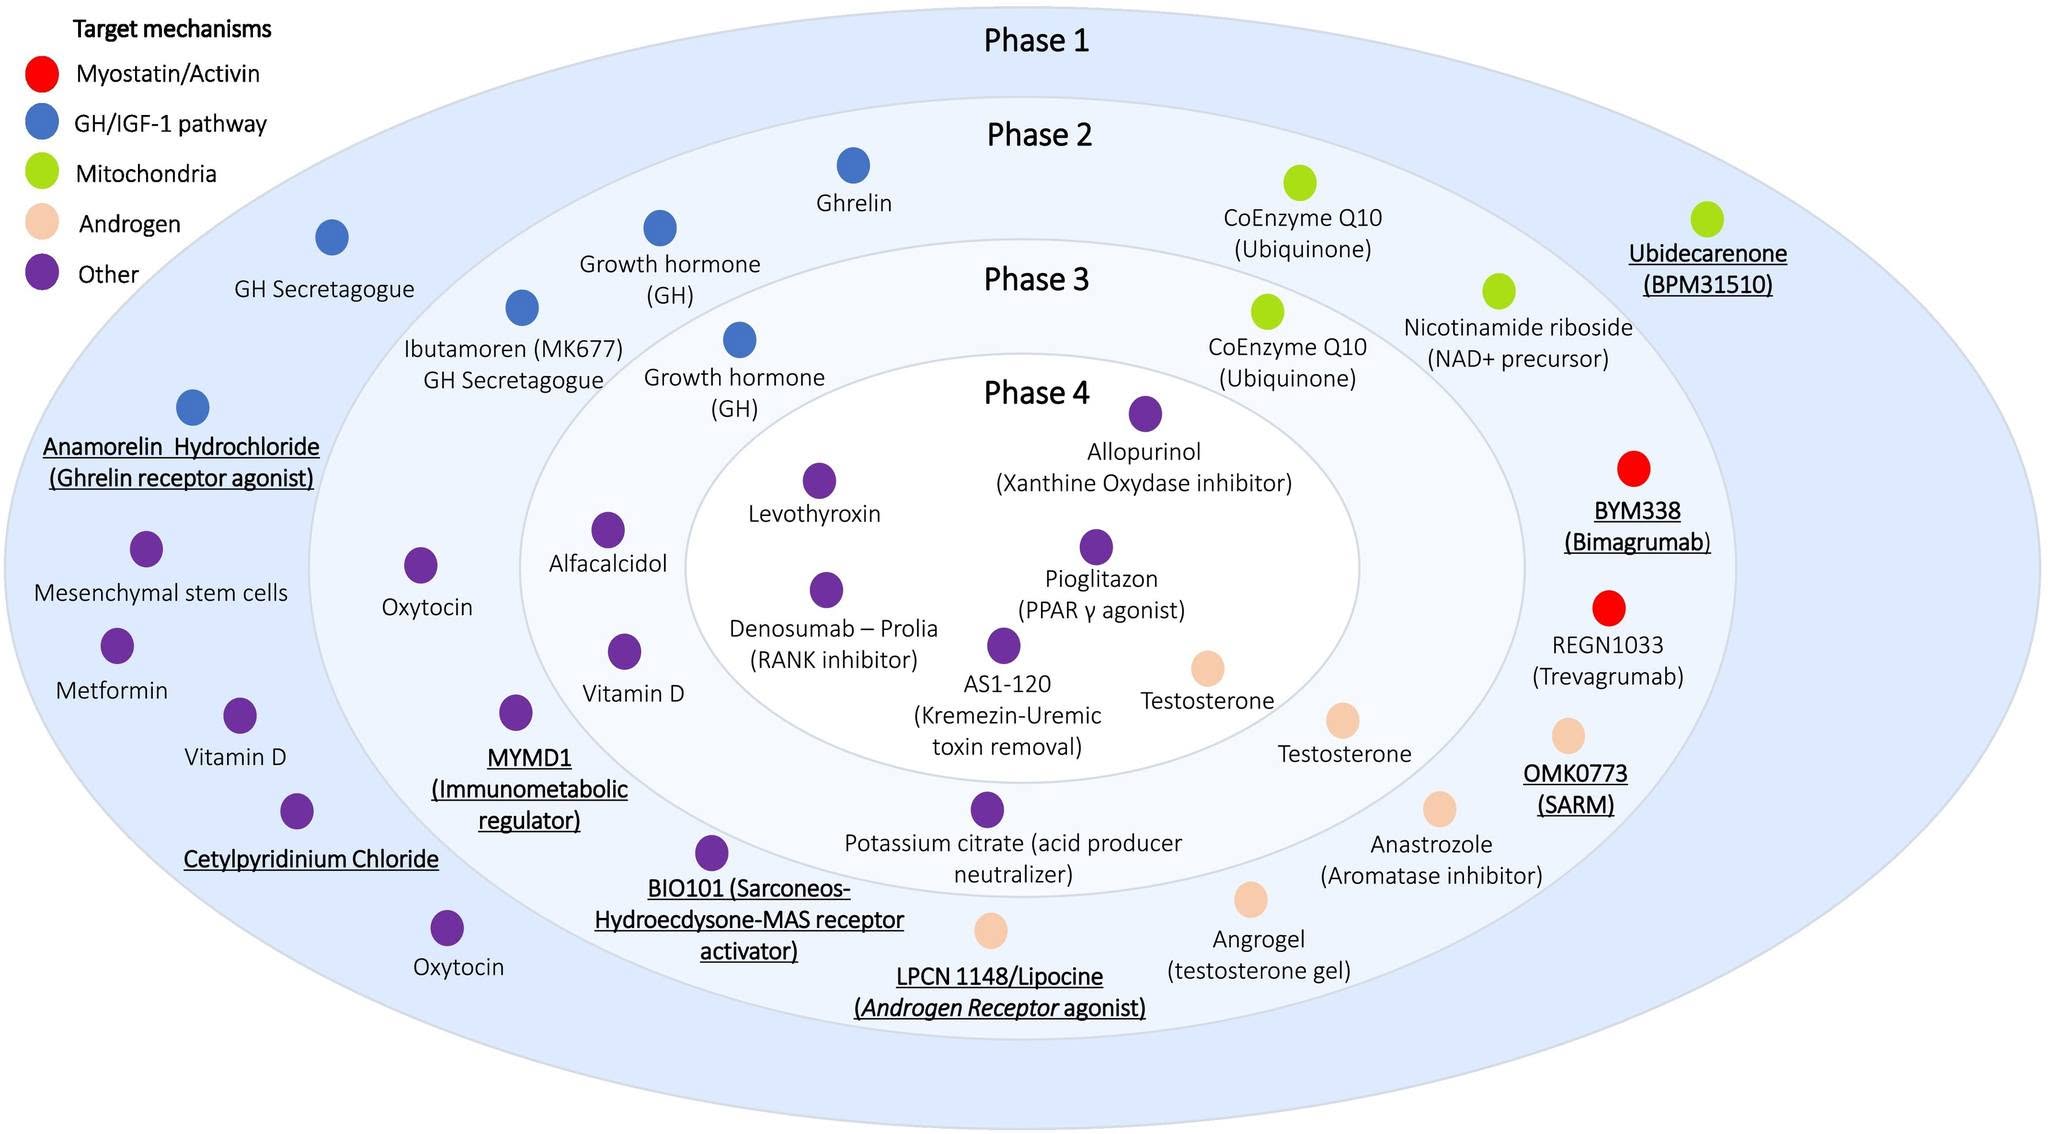 Target mechanisms
Myostatin/Activin
GH/IGF-1 pathway
Mitochondria
Androgen
Other
Phase 1
GH Secretagogue
Ubidecarenone
(BPM31510)
Anamorelin Hydrochloride
(Ghrelin receptor agonist)
Mesenchymal stem cells
Metformin
Vitamin D
Cetylpyridinium Chloride
Oxytocin
Phase 2
Ghrelin
Growth hormone
(GH)
Ibutamoren (MK677)
GH Secretagogue
CoEnzyme Q10
(Ubiquinone)
Nicotinamide riboside
(NAD+ precursor)
BYM338
(Bimagrumab)
REGN1033
(Trevagrumab)
OMK0773
(SARM)
Anastrozole
(Aromatase inhibitor)
Angrogel
(testosterone gel)
LPCN 1148/Lipocine
(Androgen Receptor agonist)
BIO101 (Sarconeos-
Hydroecdysone-MAS receptor
activator)
MYMD1
(Immunometabolic
regulator)
Oxytocin
Phase 3
Growth hormone
(GH)
CoEnzyme Q10
(Ubiquinone)
Alfacalcidol
Vitamin D
Testosterone
Potassium citrate (acid producer
neutralizer)
Phase 4
Allopurinol
(Xanthine Oxydase inhibitor)
Levothyroxin
Pioglitazon
(PPAR γ agonist)
Denosumab – Prolia
(RANK inhibitor)
AS1-120
(Kremezin-Uremic
toxin removal)
Testosterone